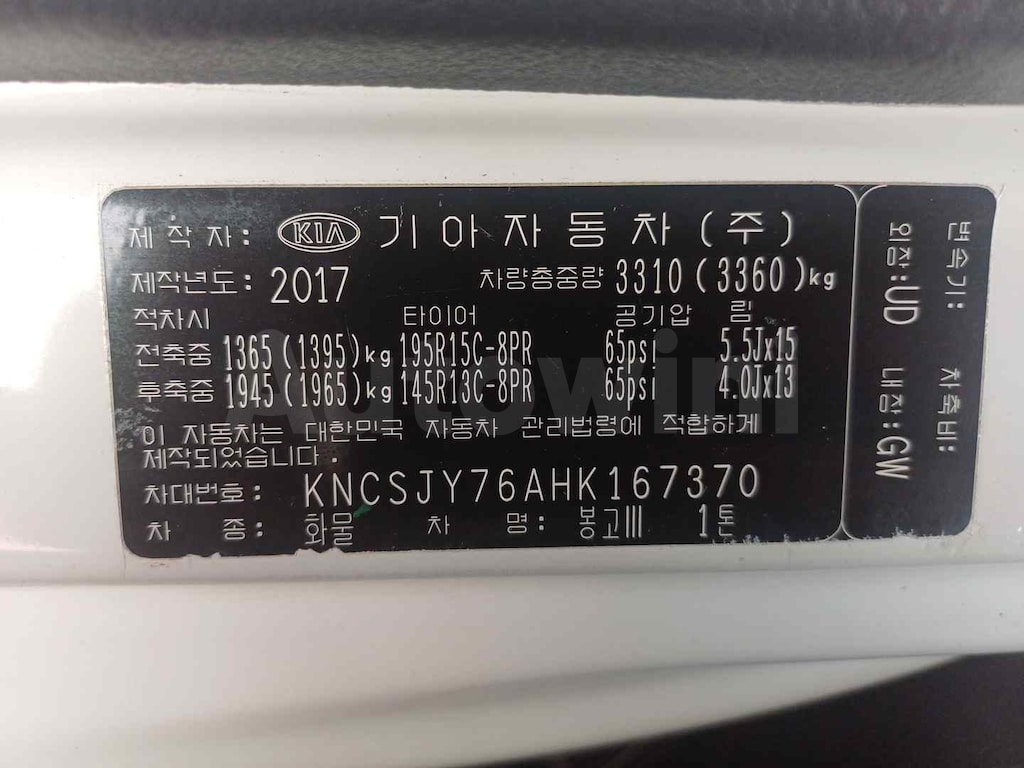 제 작 자: KIA 기아자동차(주)
제작년도: 2017 차량총중량 3310(3360)kg
적차시 타이어 공기압 림
전축중 1365(1395)kg 195R15C-8PR 65psi 5.5Jx15
후축중 1945(1965)kg 145R13C-8PR 65psi 4.0Jx13
이 자동차는 대한민국 자동차 관리법령에 적합하게
제작되었습니다.
차대번호: KNCSJY76AHK167370
차 종: 화물 차 명: 봉고III 1톤
변속기: 차축비:
외장:UD 내장:GW
Autowini